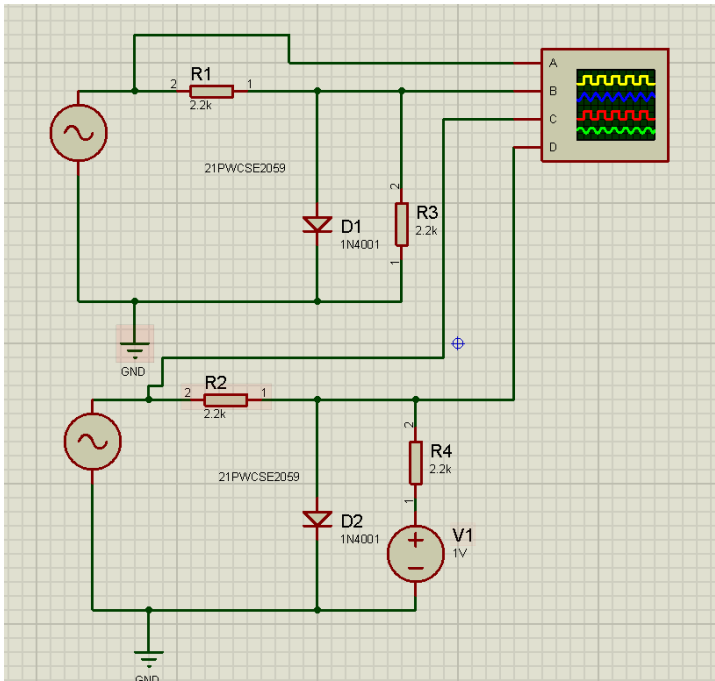 R1
2 1
2.2k
A
B
C
D
21PWCSE2059
2
R3
2.2k
1
D1
1N4001
GND
R2
2 1
2.2k
2
R4
2.2k
1
21PWCSE2059
D2
1N4001
V1
1V
GND